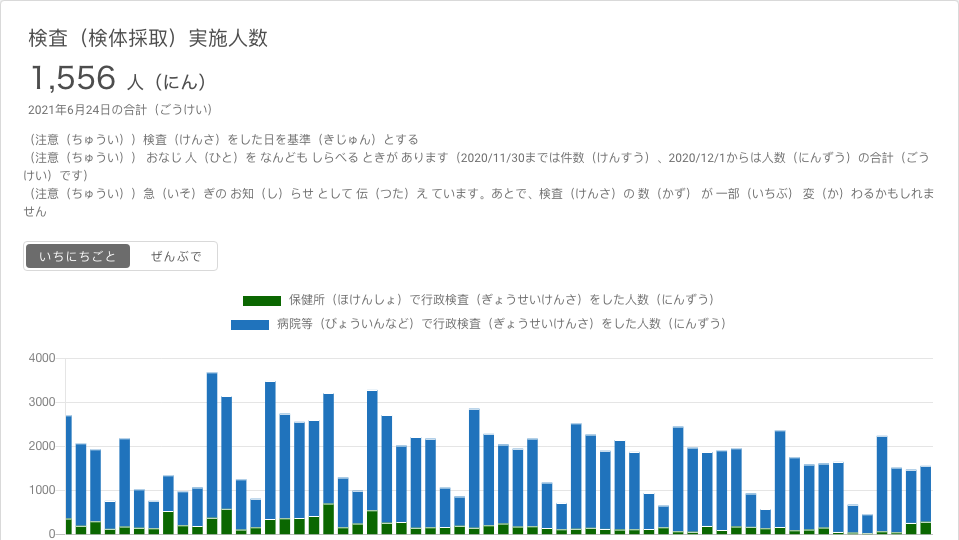 検査（検体採取）実施人数
1,556 人（にん）
2021年6月24日の合計（ごうけい）
（注意（ちゅうい））検査（けんさ）をした日を基準（きじゅん）とする
（注意（ちゅうい）） おなじ 人（ひと）を なんども しらべる ときが あります（2020/11/30までは件数（けんすう）、2020/12/1からは人数（にんずう）の合計（ごう
けい）です）
（注意（ちゅうい））急（いそ）ぎの お知（し）らせ として 伝（つた）え ています。あとで、検査（けんさ）の 数（かず） が 一部（いちぶ） 変（か）わるかもしれま
せん
いちにちごと ぜんぶで
保健所（ほけんしょ）で行政検査（ぎょうせいけんさ）をした人数（にんずう）
病院等（びょういんなど）で行政検査（ぎょうせいけんさ）をした人数（にんずう）
4000
3000
2000
1000
0